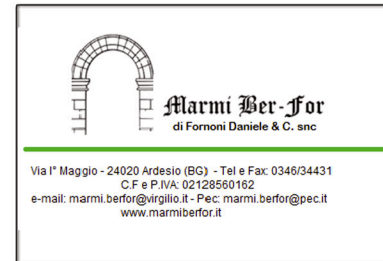 Marmi Ber-For
di Fornoni Daniele & C. snc
Via I° Maggio - 24020 Ardesio (BG) - Tel e Fax: 0346/34431
C.F e P.IVA: 02128560162
e-mail: marmi.berfor@virgilio.it - Pec: marmi.berfor@pec.it
www.marmiberfor.it